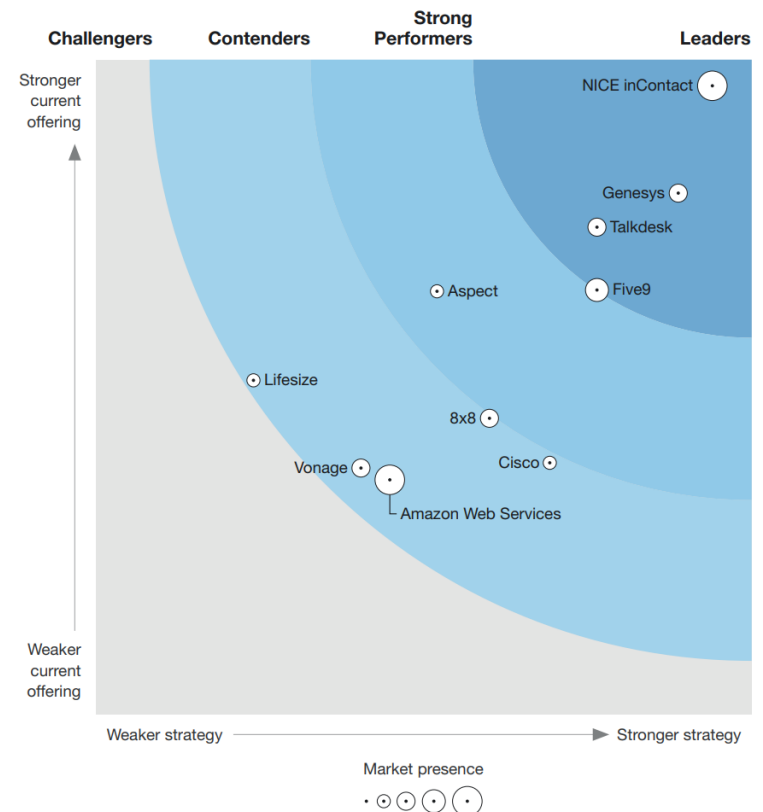 Challengers
Contenders
Strong
Performers
Leaders
Stronger
current
offering
NICE inContact
Genesys
Talkdesk
Aspect
Five9
Lifesize
8x8
Vonage
Cisco
Amazon Web Services
Weaker
current
offering
Weaker strategy
Stronger strategy
Market presence